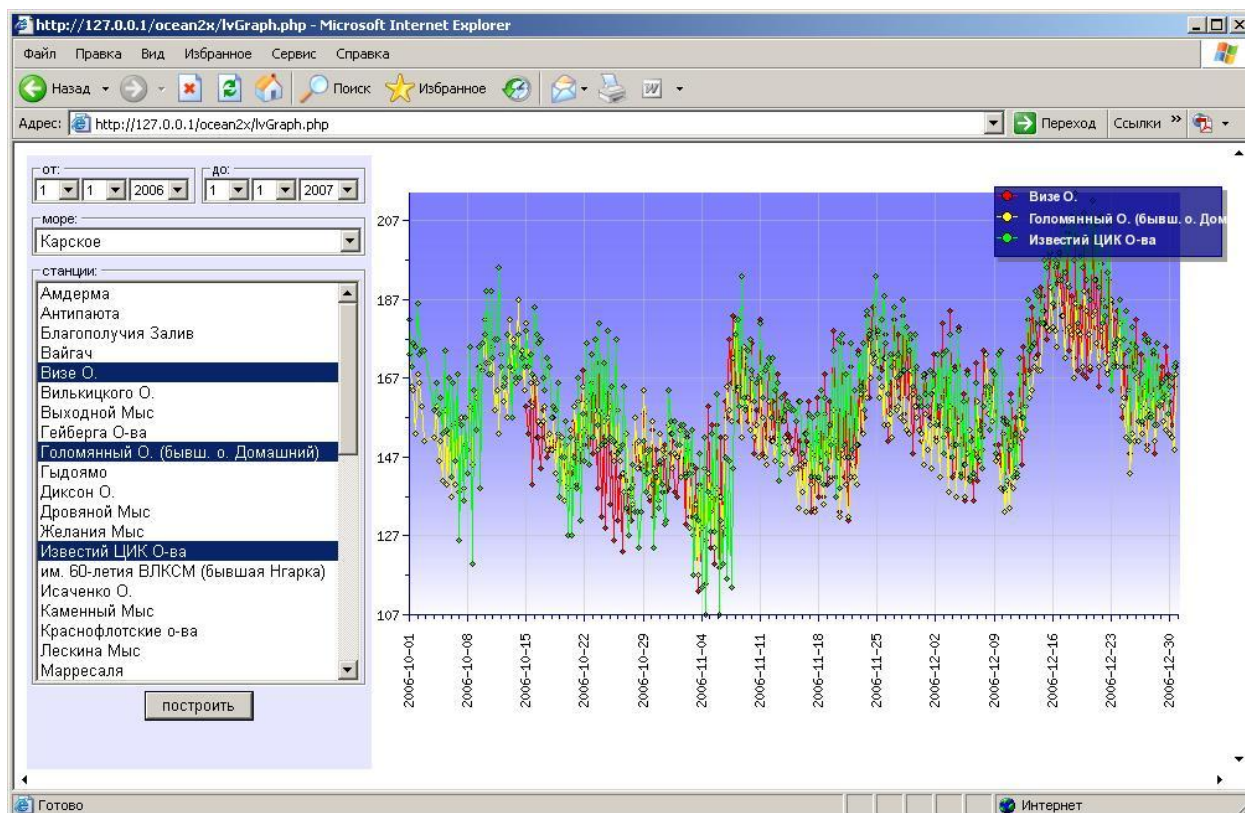 http://127.0.0.1/ocean2x/lvGraph.php - Microsoft Internet Explorer
Файл Правка Вид Избранное Сервис Справка
Назад Поиск Избранное
Адрес: http://127.0.0.1/ocean2x/lvGraph.php Переход Ссылки »
от: до:
1 1 2006 1 1 2007
море:
Карское
станции:
Амдерма
Антипаюта
Благополучия Залив
Вайгач
Визе О.
Вилькицкого О.
Выходной Мыс
Гейберга О-ва
Голомянный О. (бывш. о. Домашний)
Гыдоямо
Диксон О.
Дровяной Мыс
Желания Мыс
Известий ЦИК О-ва
им. 60-летия ВЛКСМ (бывшая Нгарка)
Исаченко О.
Каменный Мыс
Краснофлотские о-ва
Лескина Мыс
Марресаля
построить
Визе О.
Голомянный О. (бывш. о. Дом
Известий ЦИК О-ва
207
187
167
147
127
107
2006-10-01
2006-10-08
2006-10-15
2006-10-22
2006-10-29
2006-11-04
2006-11-11
2006-11-18
2006-11-25
2006-12-02
2006-12-09
2006-12-16
2006-12-23
2006-12-30
Готово Интернет